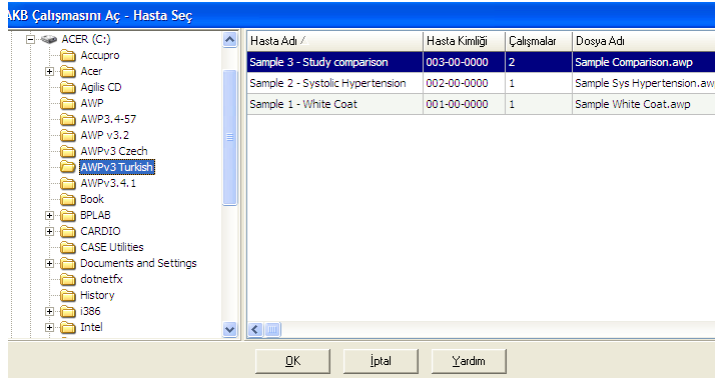 AKB Çalışmasını Aç - Hasta Seç
ACER (C:)
Accupro
Acer
Agilis CD
AWP
AWP3.4-57
AWP v3.2
AWPv3 Czech
AWPv3 Turkish
AWPv3.4.1
Book
BPLAB
CARDIO
CASE Utilities
Documents and Settings
dotnetfx
History
i386
Intel
Hasta Adı / Hasta Kimliği Çalışmalar Dosya Adı
Sample 3 - Study comparison 003-00-0000 2 Sample Comparison.awp
Sample 2 - Systolic Hypertension 002-00-0000 1 Sample Sys Hypertension.aw
Sample 1 - White Coat 001-00-0000 1 Sample White Coat.awp
OK İptal Yardım